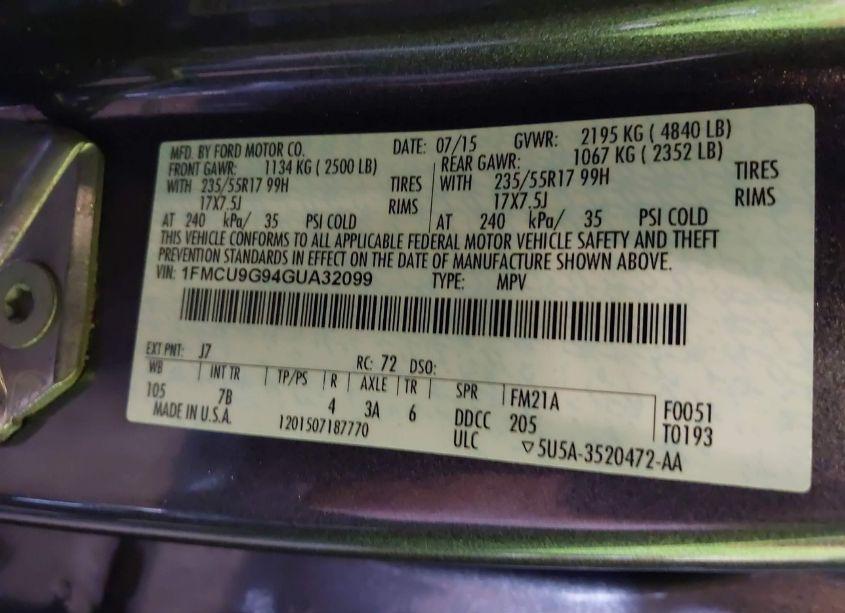 MFD. BY FORD MOTOR CO. DATE: 07/15 GVWR: 2195 KG ( 4840 LB)
FRONT GAWR: 1134 KG ( 2500 LB) REAR GAWR: 1067 KG ( 2352 LB)
WITH 235/55R17 99H TIRES WITH 235/55R17 99H TIRES
17X7.5J RIMS 17X7.5J RIMS
AT 240 kPa/ 35 PSI COLD AT 240 kPa/ 35 PSI COLD
THIS VEHICLE CONFORMS TO ALL APPLICABLE FEDERAL MOTOR VEHICLE SAFETY AND THEFT
PREVENTION STANDARDS IN EFFECT ON THE DATE OF MANUFACTURE SHOWN ABOVE.
VIN: 1FMCU9G94GUA32099 TYPE: MPV
EXT PNT: J7 RC: 72 DSO:
WB INT TR TP/PS R AXLE TR SPR FM21A F0051
105 7B 4 3A 6 DDCC 205 T0193
MADE IN U.S.A. 1201507187770 ULC ▽5U5A-3520472-AA